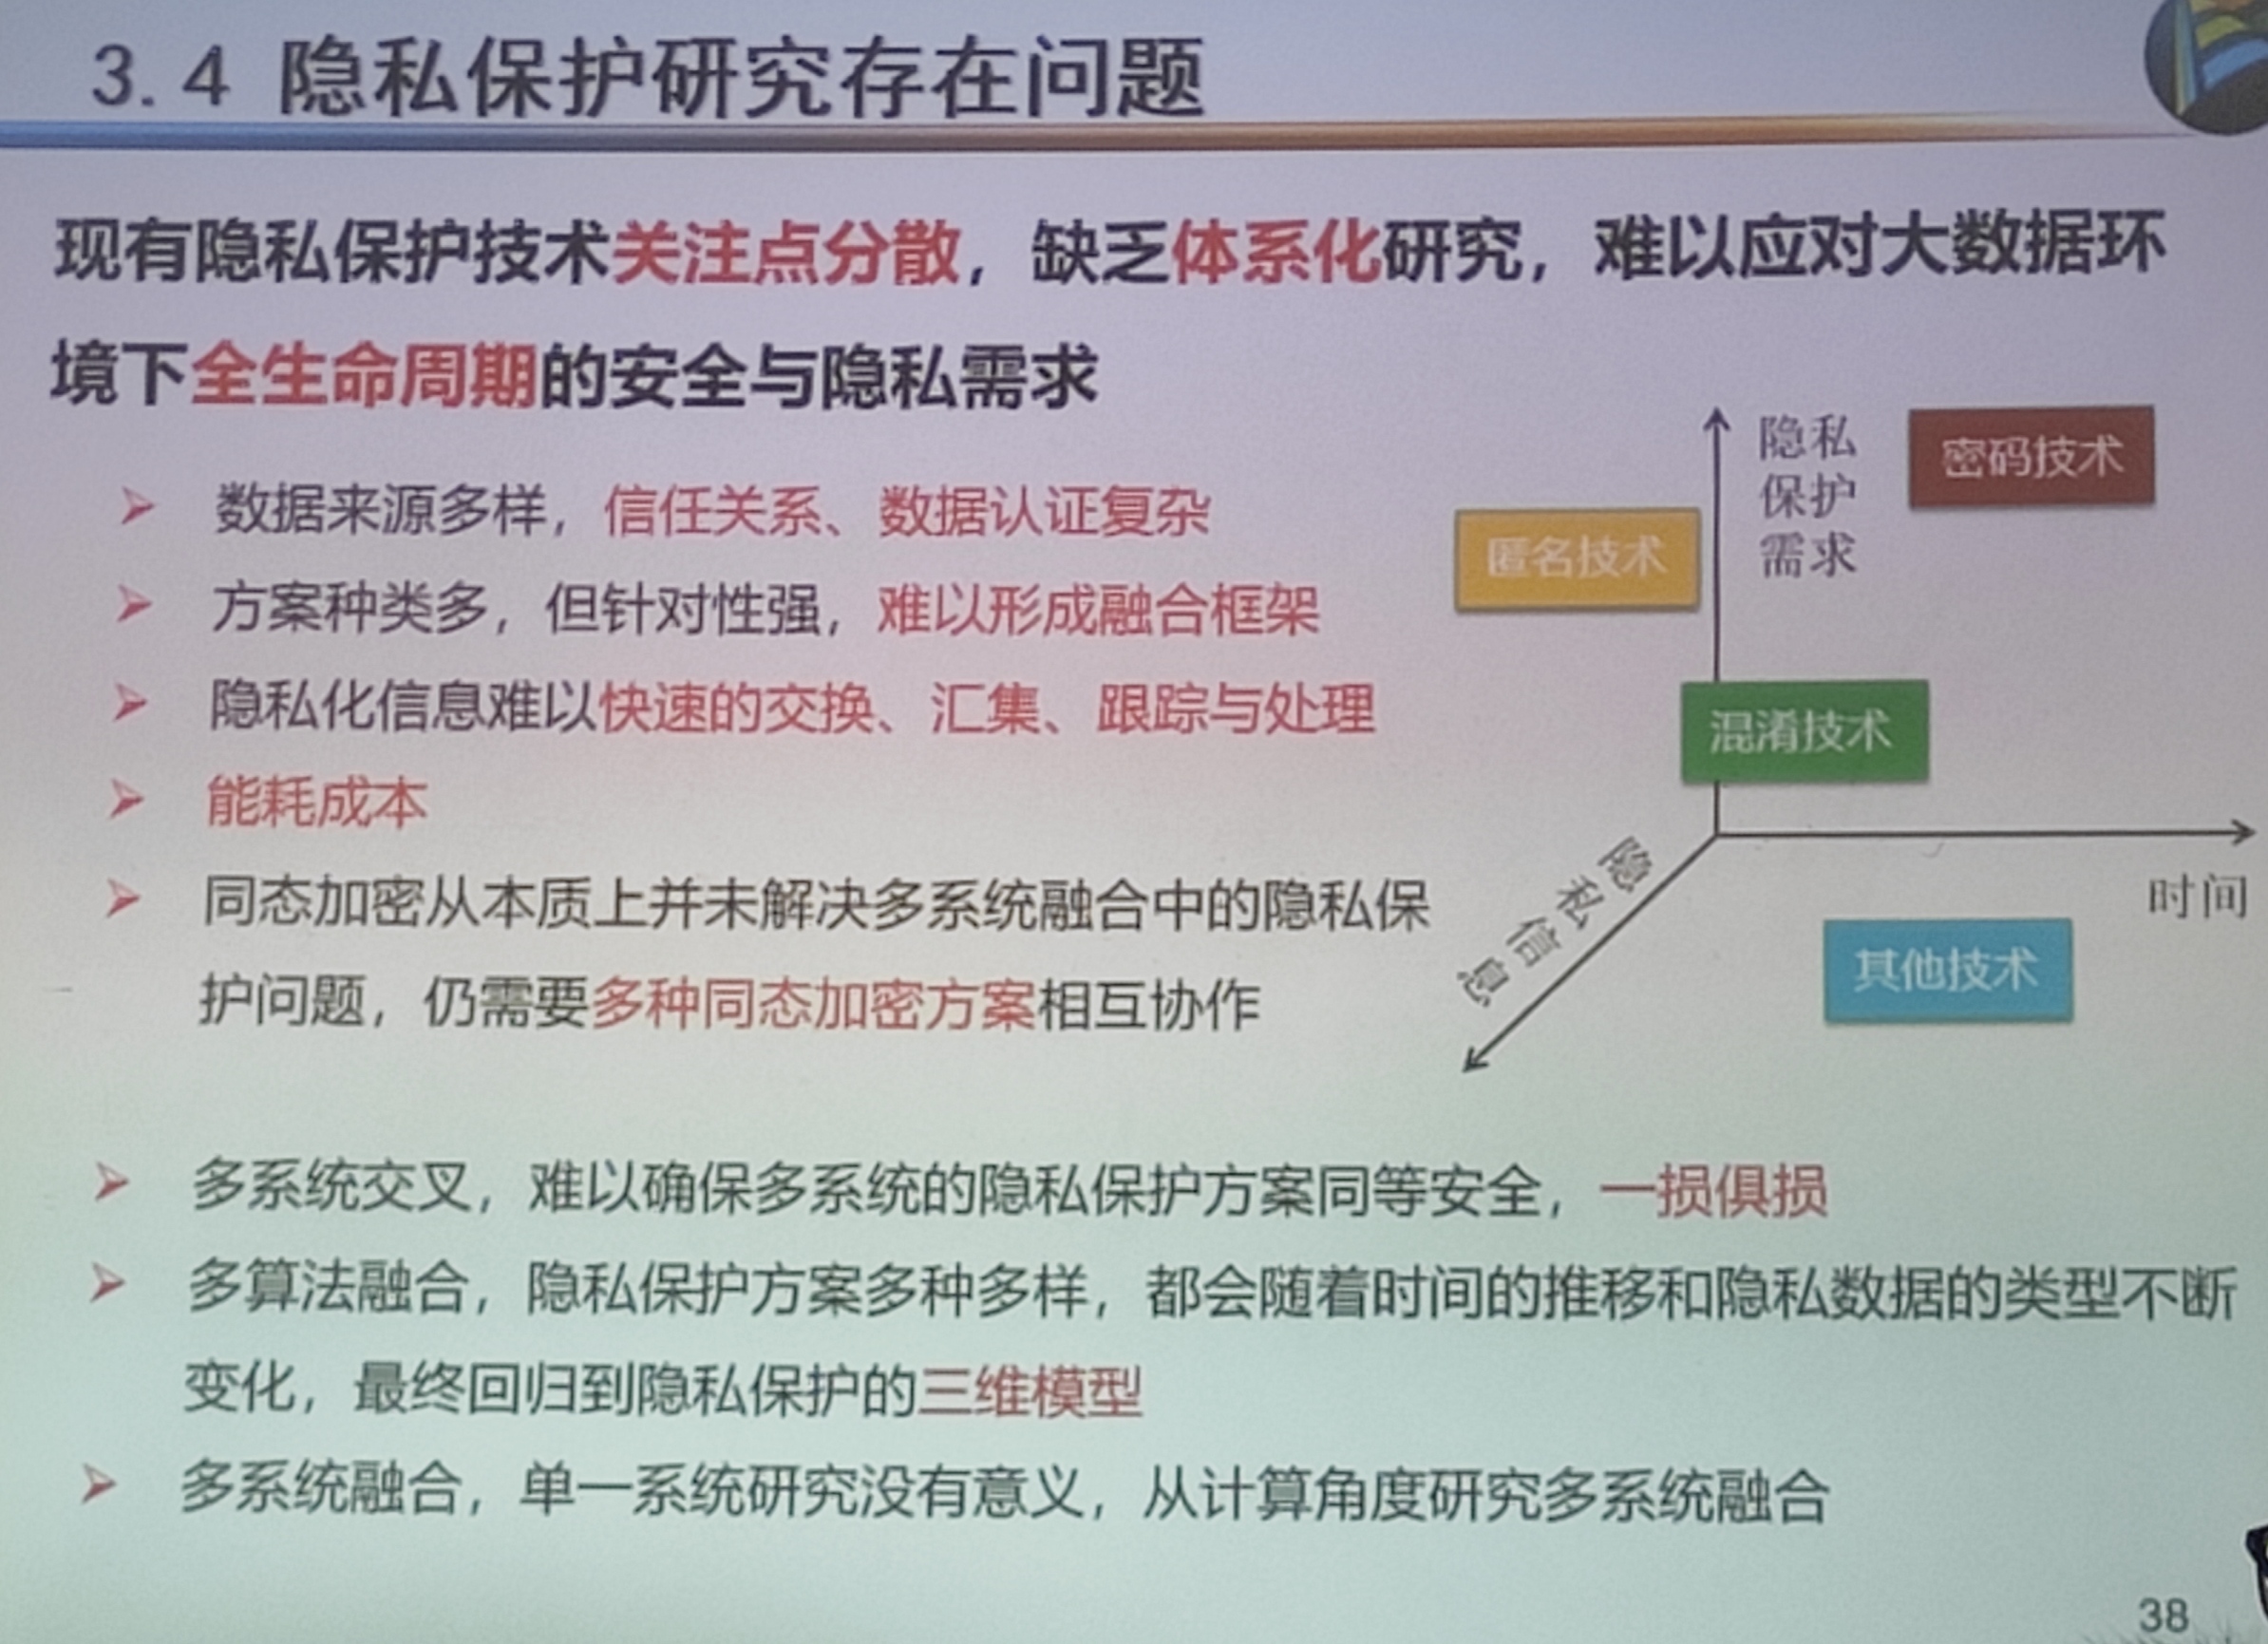 3.4 隐私保护研究存在问题
现有隐私保护技术关注点分散，缺乏体系化研究，难以应对大数据环
境下全生命周期的安全与隐私需求
数据来源多样，信任关系、数据认证复杂
方案种类多，但针对性强，难以形成融合框架
隐私化信息难以快速的交换、汇集、跟踪与处理
能耗成本
同态加密从本质上并未解决多系统融合中的隐私保
护问题，仍需要多种同态加密方案相互协作
隐私
保护
需求
密码技术
匿名技术
混淆技术
时间
隐私信息
其他技术
多系统交叉，难以确保多系统的隐私保护方案同等安全，一损俱损
多算法融合，隐私保护方案多种多样，都会随着时间的推移和隐私数据的类型不断
变化，最终回归到隐私保护的三维模型
多系统融合，单一系统研究没有意义，从计算角度研究多系统融合
38